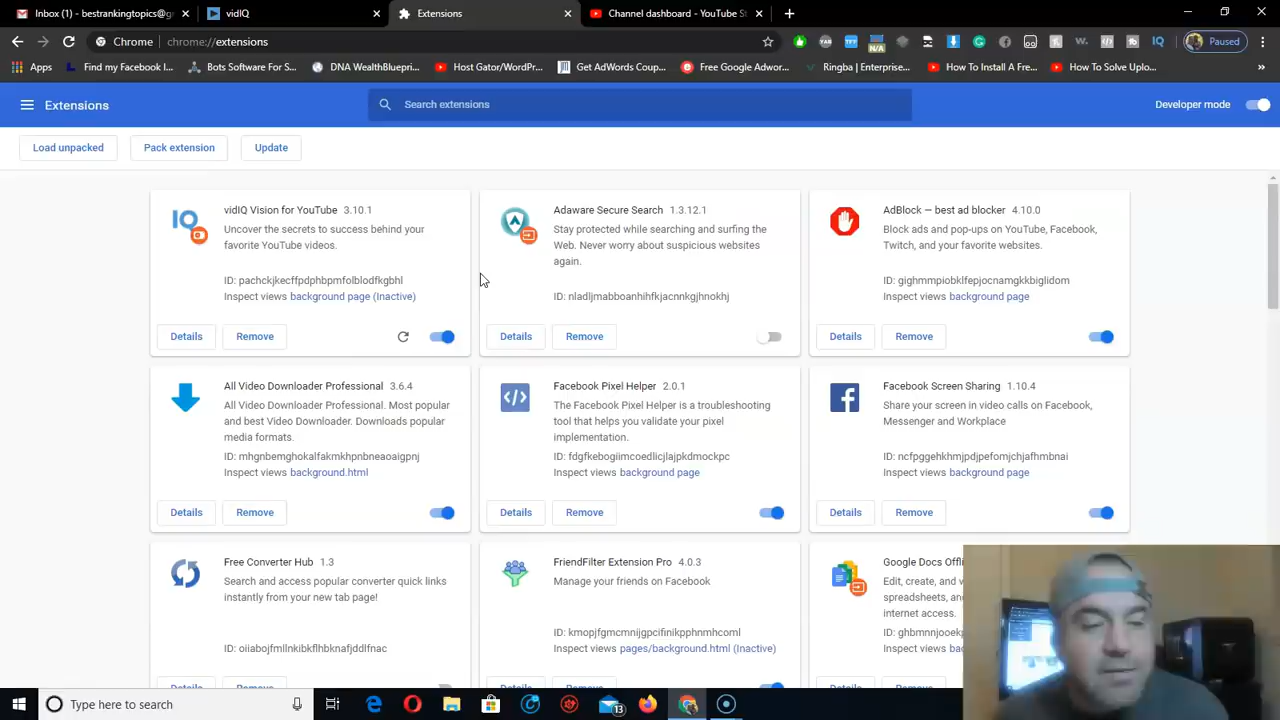 Inbox (1) - bestrankingtopics@g
vidIQ
Extensions
Channel dashboard - YouTube St
Chrome
chrome://extensions
Paused
Apps
Find my Facebook I...
Bots Software For S...
DNA WealthBluepri...
Host Gator/WordPr...
Get AdWords Coup...
Free Google Adwor...
Ringba | Enterprise...
How To Install A Fre...
How To Solve Uplo...
Extensions
Search extensions
Developer mode
Load unpacked
Pack extension
Update
vidIQ Vision for YouTube 3.10.1
Uncover the secrets to success behind your
favorite YouTube videos.
ID: pachckjkecffpdphbpmfolblodfkgbhl
Inspect views background page (Inactive)
Details
Remove
Adaware Secure Search 1.3.12.1
Stay protected while searching and surfing the
Web. Never worry about suspicious websites
again.
ID: nladljmabboanhihfkjacnnkgjhnokhj
Details
Remove
AdBlock — best ad blocker 4.10.0
Block ads and pop-ups on YouTube, Facebook,
Twitch, and your favorite websites.
ID: gighmmpiobklfepjocnamgkkbiglidom
Inspect views background page
Details
Remove
All Video Downloader Professional 3.6.4
All Video Downloader Professional. Most popular
and best Video Downloader. Downloads popular
media formats.
ID: mhgnbemghokalfakmkhpnbneaoaigpnj
Inspect views background.html
Details
Remove
Facebook Pixel Helper 2.0.1
The Facebook Pixel Helper is a troubleshooting
tool that helps you validate your pixel
implementation.
ID: fdgfkebogiimcoedlicjlajpkdmockpc
Inspect views background page
Details
Remove
Facebook Screen Sharing 1.10.4
Share your screen in video calls on Facebook,
Messenger and Workplace
ID: ncfpggehkhmjpdjpefomjchjafhmbnai
Inspect views background page
Details
Remove
Free Converter Hub 1.3
Search and access popular converter quick links
instantly from your new tab page!
ID: oiiabojfmllnkibkflhbknafjddlfnac
Details
Remove
FriendFilter Extension Pro 4.0.3
Manage your friends on Facebook
ID: kmopjfgmcmnijgpcifinikpphnmhcoml
Inspect views pages/background.html (Inactive)
Details
Remove
Google Docs Offli
Edit, create, and v
spreadsheets, an
internet access.
ID: ghbmnnjooekp
Inspect views ba
Type here to search
13